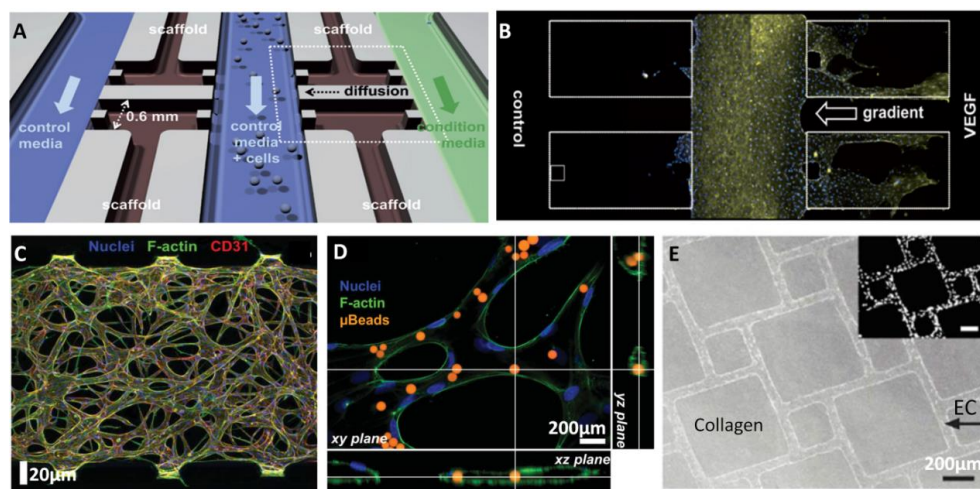 A
scaffold
scaffold
diffusion
0.6 mm
control
media
control
media
+ cells
condition
media
scaffold
scaffold
B
control
gradient
VEGF
C
Nuclei F-actin CD31
20μm
D
Nuclei
F-actin
μBeads
xy plane
200μm
yz plane
xz plane
E
Collagen
EC
200μm